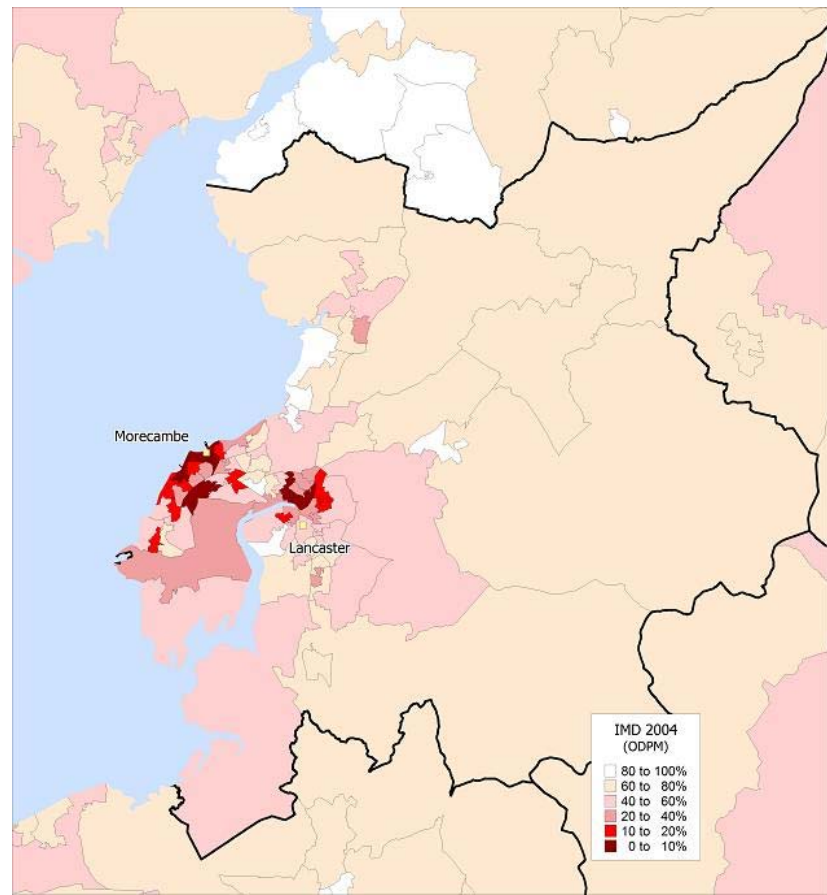 Morecambe
Lancaster
IMD 2004
(ODPM)
80 to 100%
60 to 80%
40 to 60%
20 to 40%
10 to 20%
0 to 10%